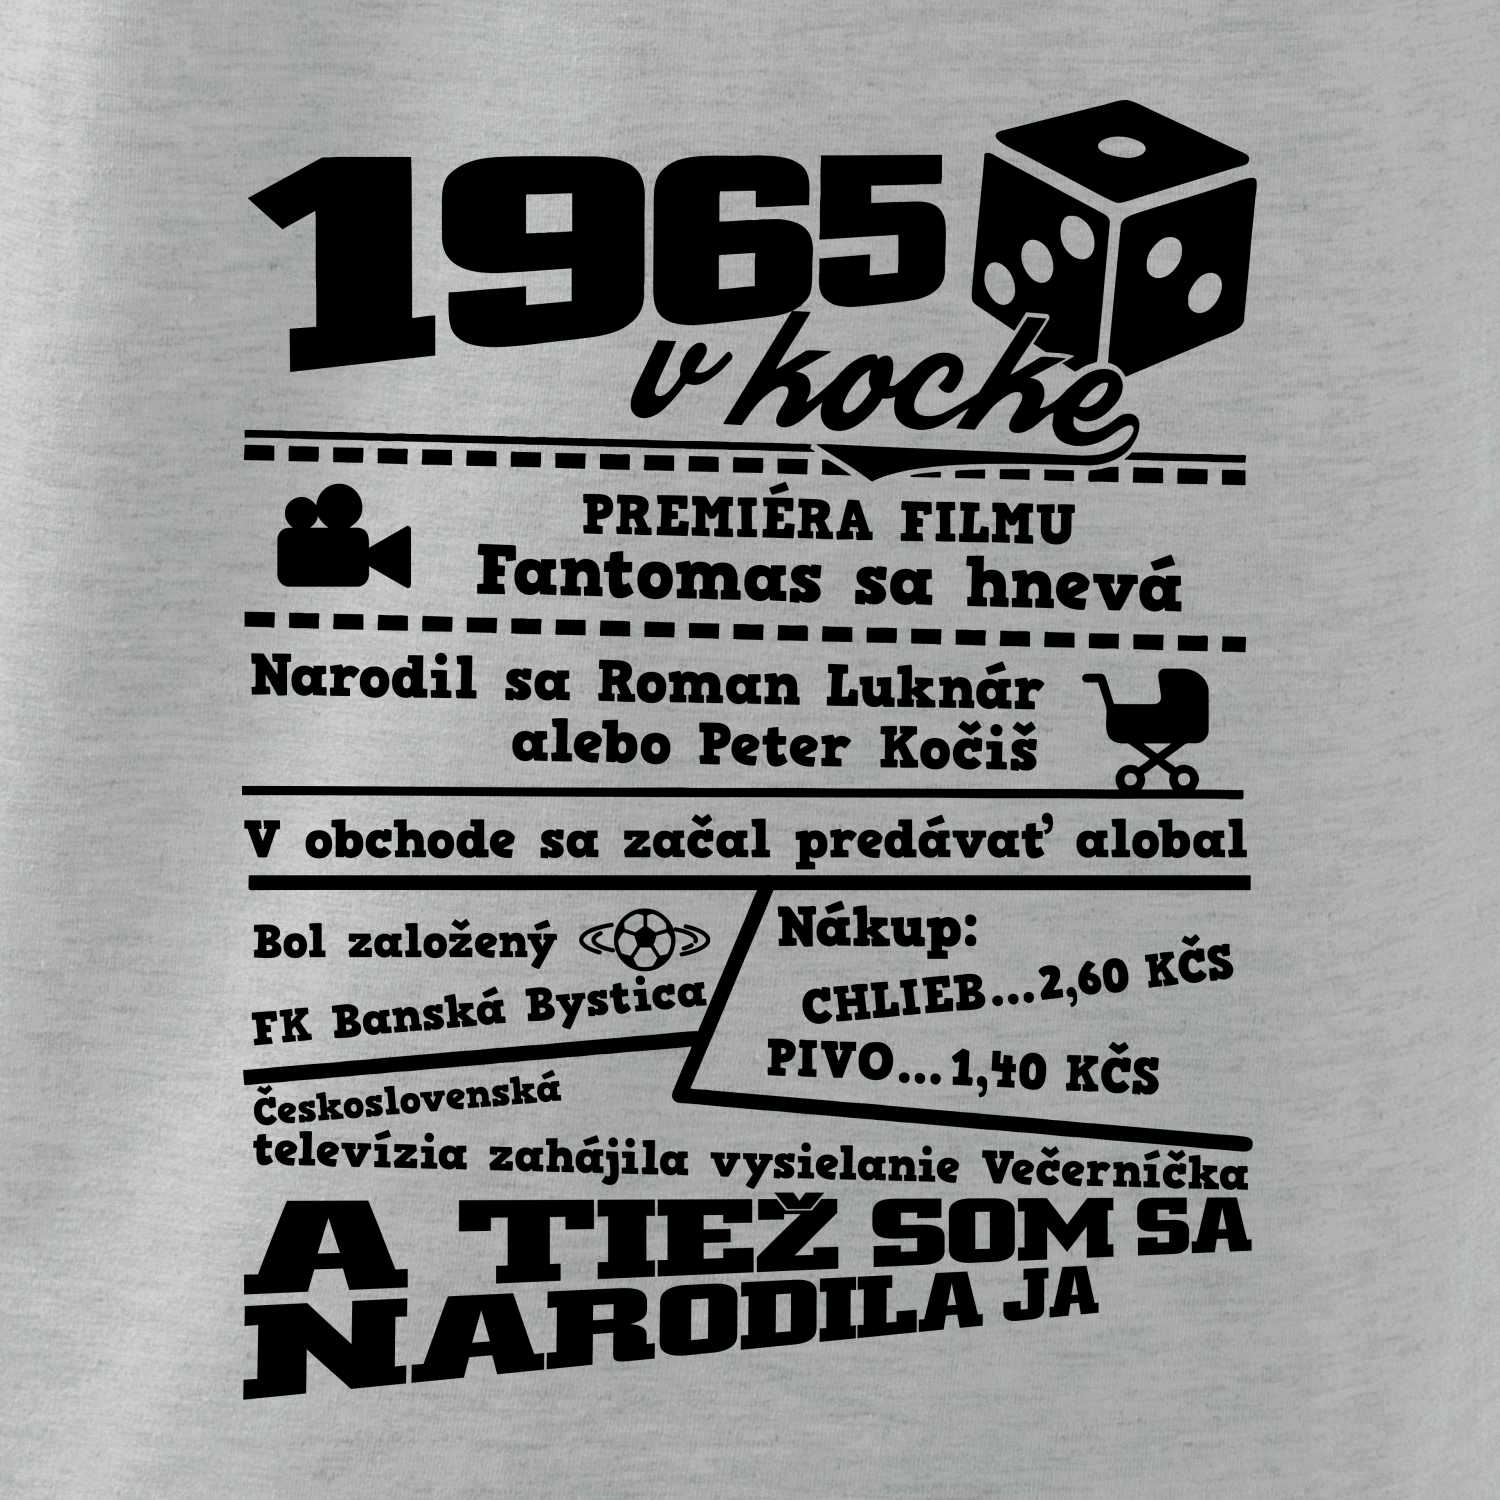 1965
v kocke
PREMIÉRA FILMU
Fantomas sa hnevá
Narodil sa Roman Luknár
alebo Peter Kočiš
V obchode sa začal predávať alobal
Bol založený
FK Banská Bystica
Nákup:
CHLIEB...2,60 KČS
PIVO...1,40 KČS
Československá
televízia zahájila vysielanie Večerníčka
A TIEŽ SOM SA
NARODILA JA